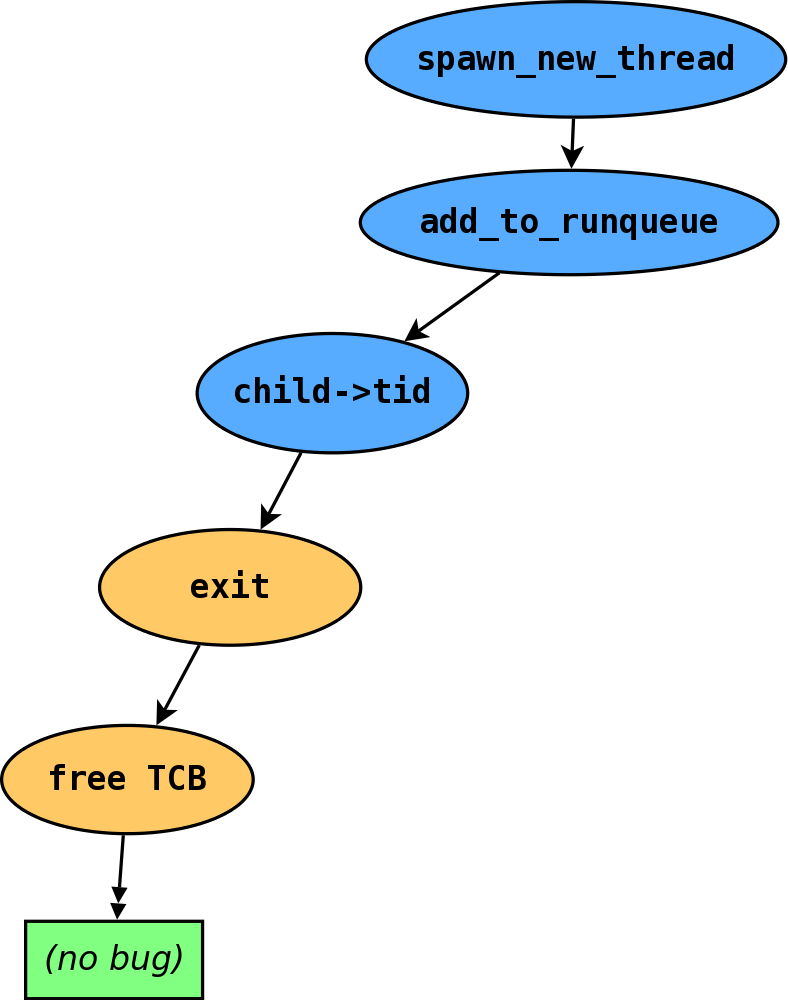 spawn_new_thread
add_to_runqueue
child->tid
exit
free TCB
(no bug)